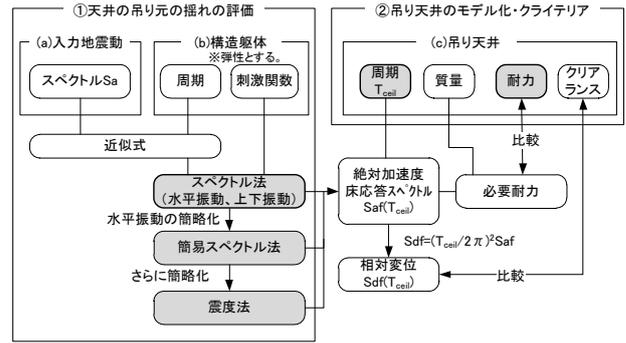 ①天井の吊り元の揺れの評価
(a)入力地震動
スペクトルSa
(b)構造躯体
※弾性とする。
周期
刺激関数
近似式
スペクトル法
(水平振動、上下振動)
水平振動の簡略化
簡易スペクトル法
さらに簡略化
震度法
②吊り天井のモデル化・クライテリア
(c)吊り天井
周期
Tceil
質量
耐力
クリア
ランス
比較
絶対加速度
床応答スペクトル
Saf(Tceil)
必要耐力
Sdf=(Tceil/2π)²Saf
相対変位
Sdf(Tceil)
比較